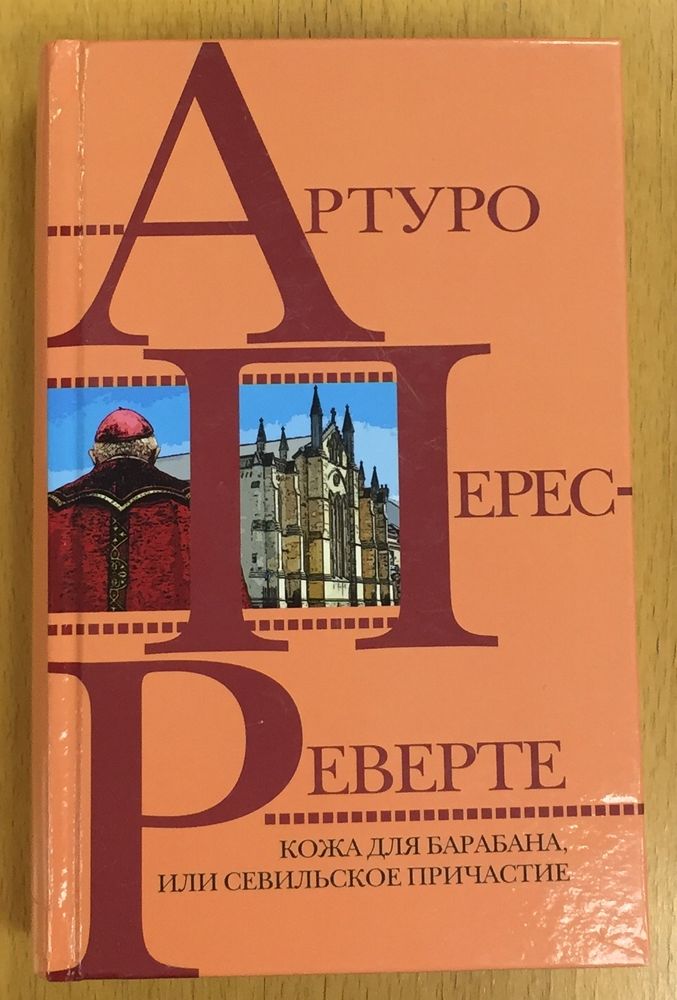 АРТУРО
ПЕРЕС-
РЕВЕРТЕ
КОЖА ДЛЯ БАРАБАНА,
ИЛИ СЕВИЛЬСКОЕ ПРИЧАСТИЕ